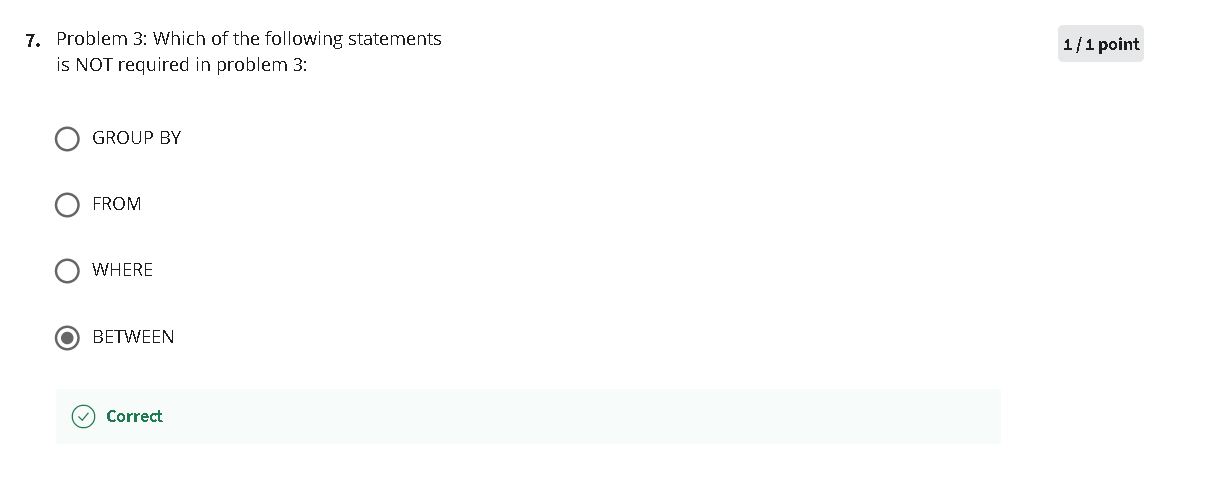 7. Problem 3: Which of the following statements
is NOT required in problem 3:
1 / 1 point
GROUP BY
FROM
WHERE
BETWEEN
Correct